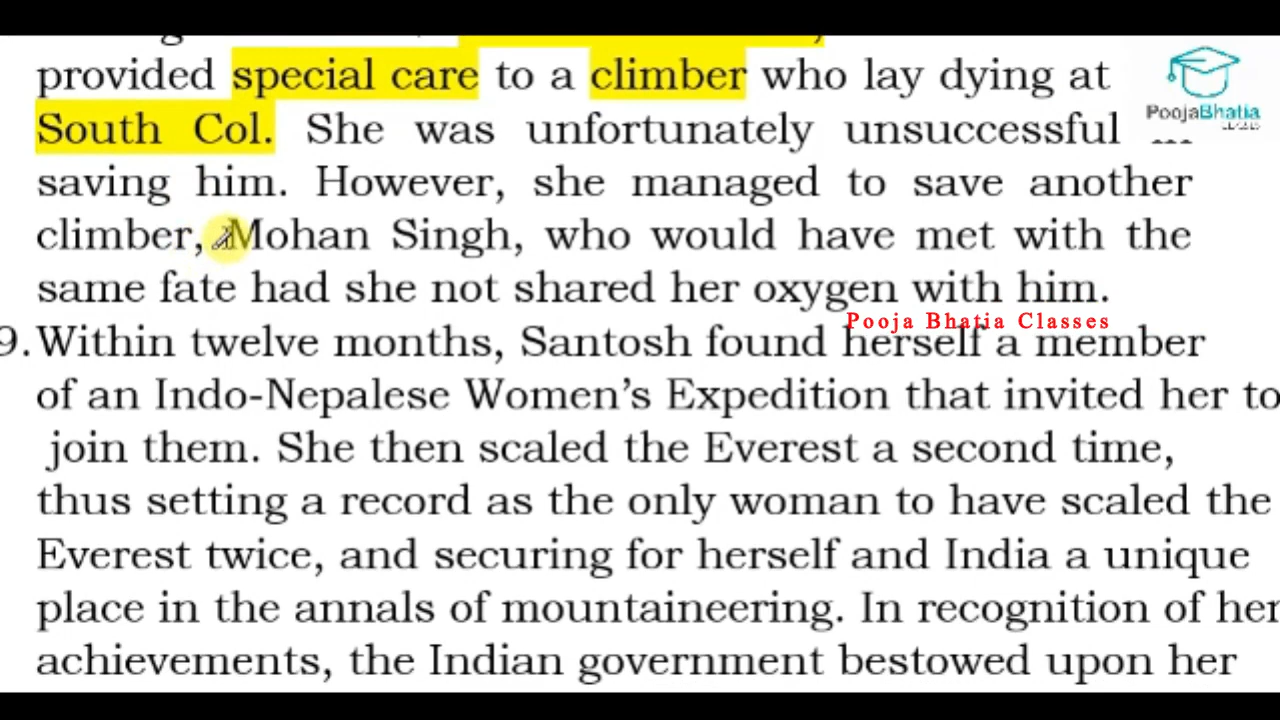 provided special care to a climber who lay dying at
South Col. She was unfortunately unsuccessful
saving him. However, she managed to save another
climber, Mohan Singh, who would have met with the
same fate had she not shared her oxygen with him.
9. Within twelve months, Santosh found herself a member
of an Indo-Nepalese Women's Expedition that invited her to
join them. She then scaled the Everest a second time,
thus setting a record as the only woman to have scaled the
Everest twice, and securing for herself and India a unique
place in the annals of mountaineering. In recognition of her
achievements, the Indian government bestowed upon her
PoojaBhatia
Pooja Bhatia Classes